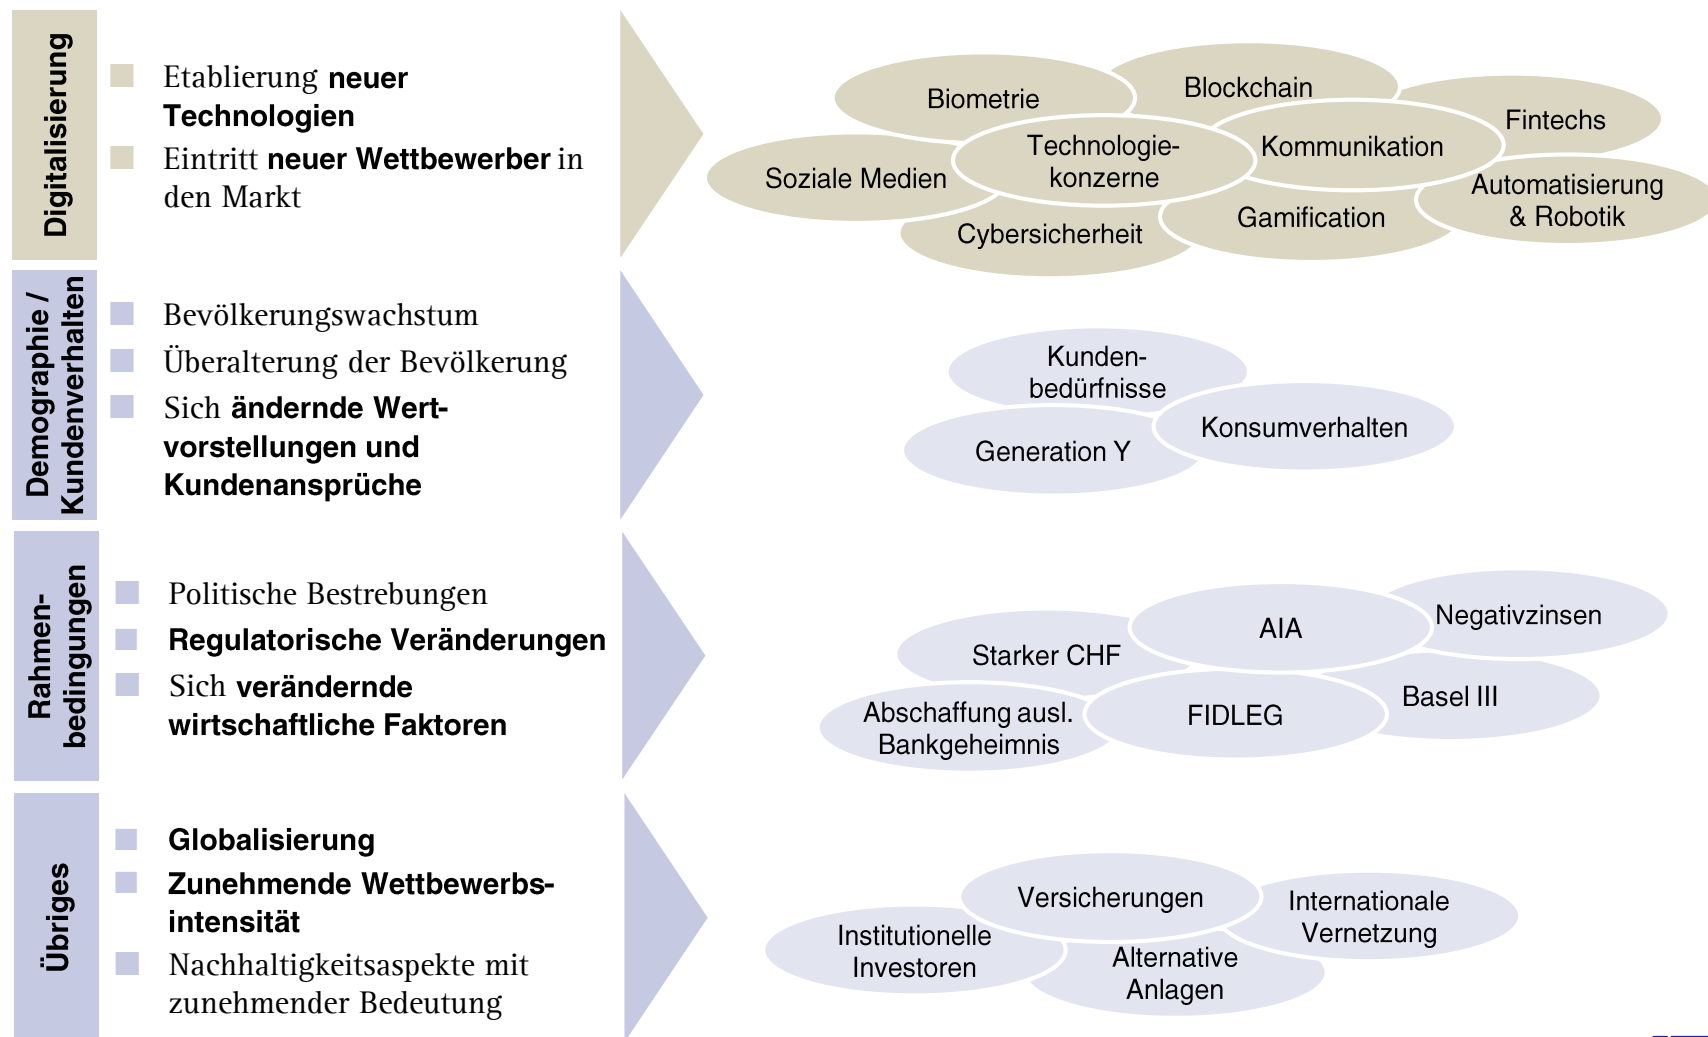 Digitalisierung
Etablierung neuer
Technologien
Eintritt neuer Wettbewerber in
den Markt
Biometrie
Blockchain
Fintechs
Technologie-
konzerne
Kommunikation
Soziale Medien
Automatisierung
& Robotik
Cybersicherheit
Gamification
Demographie /
Kundenverhalten
Bevölkerungswachstum
Überalterung der Bevölkerung
Sich ändernde Wert-
vorstellungen und
Kundenansprüche
Kunden-
bedürfnisse
Konsumverhalten
Generation Y
Rahmen-
bedingungen
Politische Bestrebungen
Regulatorische Veränderungen
Sich verändernde
wirtschaftliche Faktoren
Starker CHF
AIA
Negativzinsen
Abschaffung ausl.
Bankgeheimnis
FIDLEG
Basel III
Übriges
Globalisierung
Zunehmende Wettbewerbs-
intensität
Nachhaltigkeitsaspekte mit
zunehmender Bedeutung
Versicherungen
Internationale
Vernetzung
Institutionelle
Investoren
Alternative
Anlagen